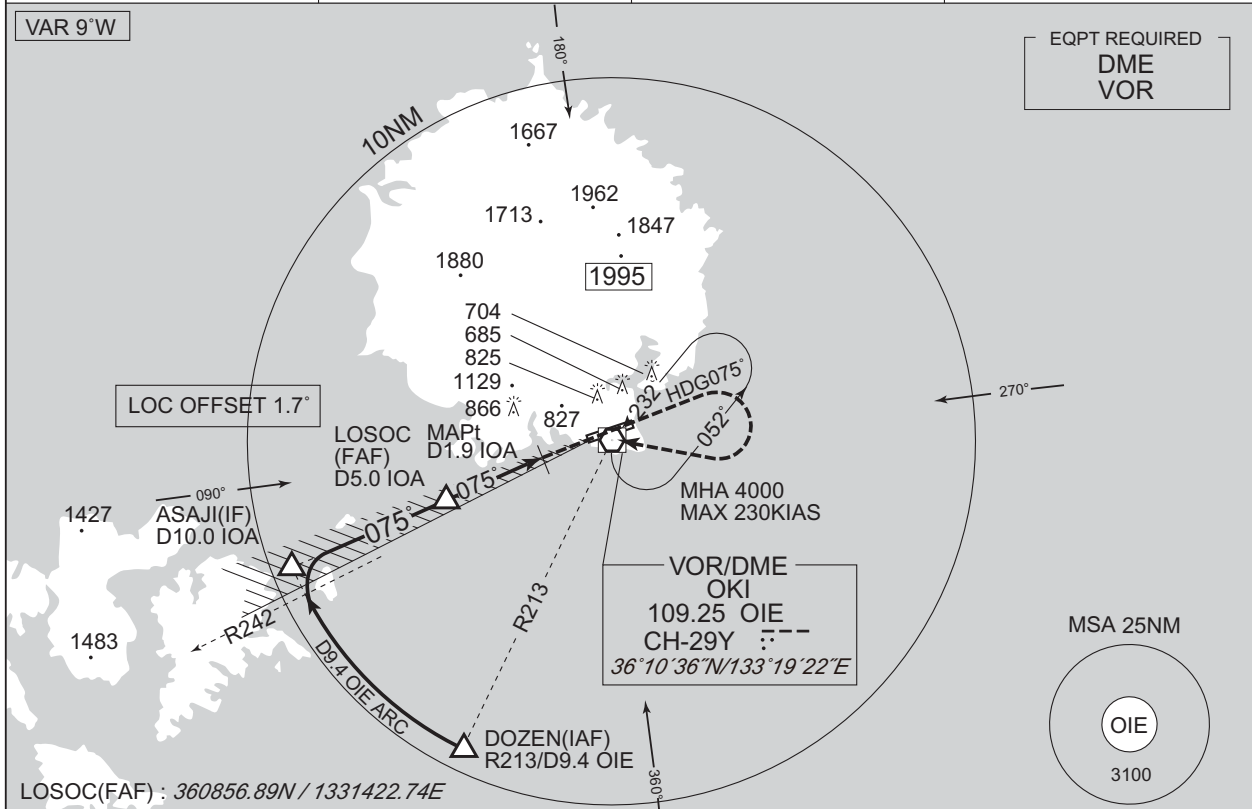 VAR 9°W
EQPT REQUIRED
DME
VOR
180°
10NM
1667
1962
1713
1847
1880
1995
704
685
825
1129
866
827
232
HDG075°
052°
270°
LOC OFFSET 1.7°
LOSOC
(FAF)
D5.0 IOA
MAPt
D1.9 IOA
075°
075°
MHA 4000
MAX 230KIAS
090°
1427
ASAJI(IF)
D10.0 IOA
R242
1483
R213
D9.4 OIE ARC
VOR/DME
OKI
109.25 OIE
CH-29Y
36°10´36˝N/133°19´22˝E
MSA 25NM
OIE
3100
DOZEN(IAF)
R213/D9.4 OIE
360°
LOSOC(FAF) : 360856.89N / 1331422.74E